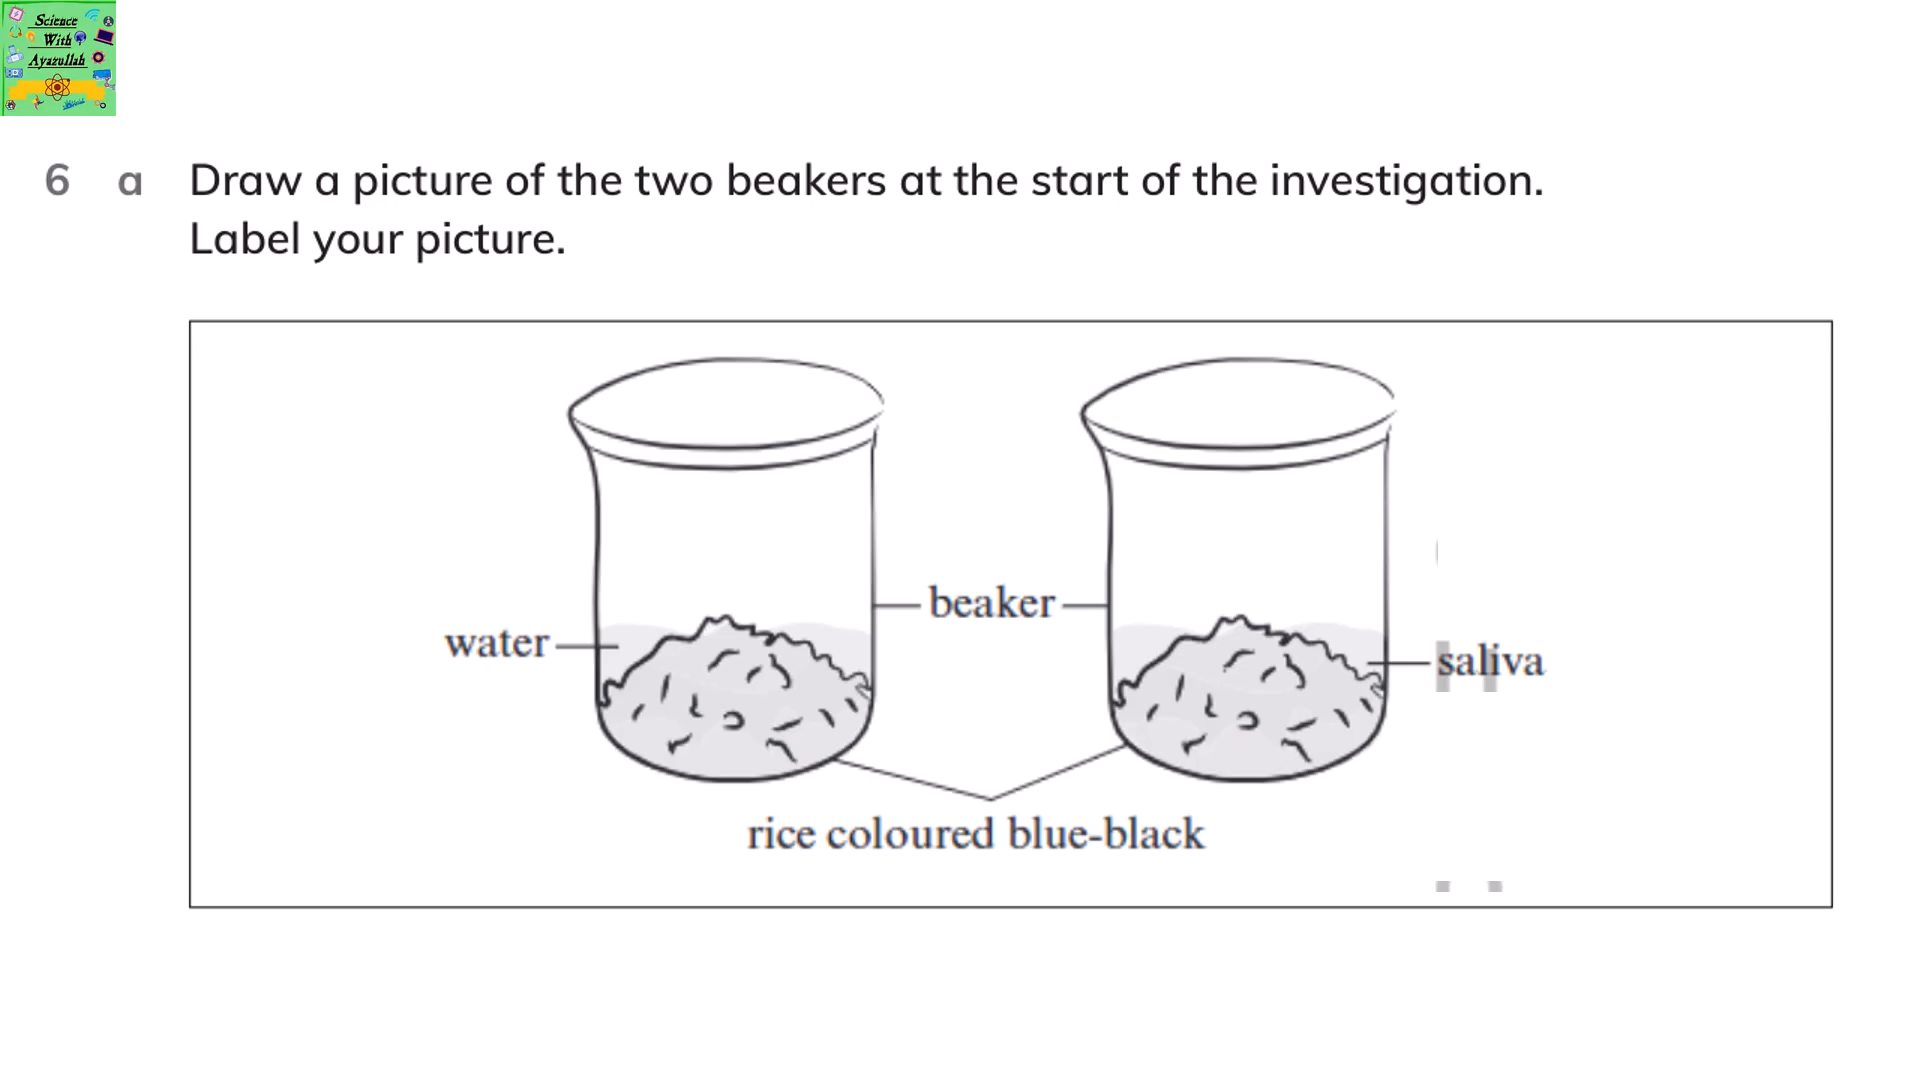 Science
With
Ayazullah
6 a Draw a picture of the two beakers at the start of the investigation.
Label your picture.
beaker
water
saliva
rice coloured blue-black